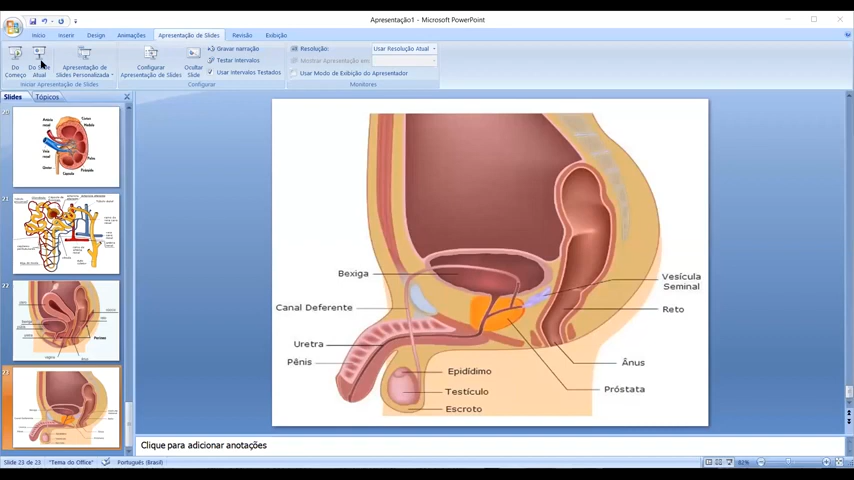 Apresentação1 - Microsoft PowerPoint
Início
Inserir
Design
Animações
Apresentação de Slides
Revisão
Exibição
Do Começo
Do Slide Atual
Apresentação de Slides Personalizada
Configurar Apresentação de Slides
Ocultar Slide
Gravar narração
Testar Intervalos
Usar Intervalos Testados
Resolução:
Usar Resolução Atual
Mostrar Apresentação em:
Usar Modo de Exibição do Apresentador
Iniciar Apresentação de Slides
Configurar
Monitores
Slides
Tópicos
20
21
22
23
Bexiga
Canal Deferente
Uretra
Pênis
Epidídimo
Testículo
Escroto
Vesícula
Seminal
Reto
Ânus
Próstata
Clique para adicionar anotações
Slide 23 de 23
"Tema do Office"
Português (Brasil)
82%